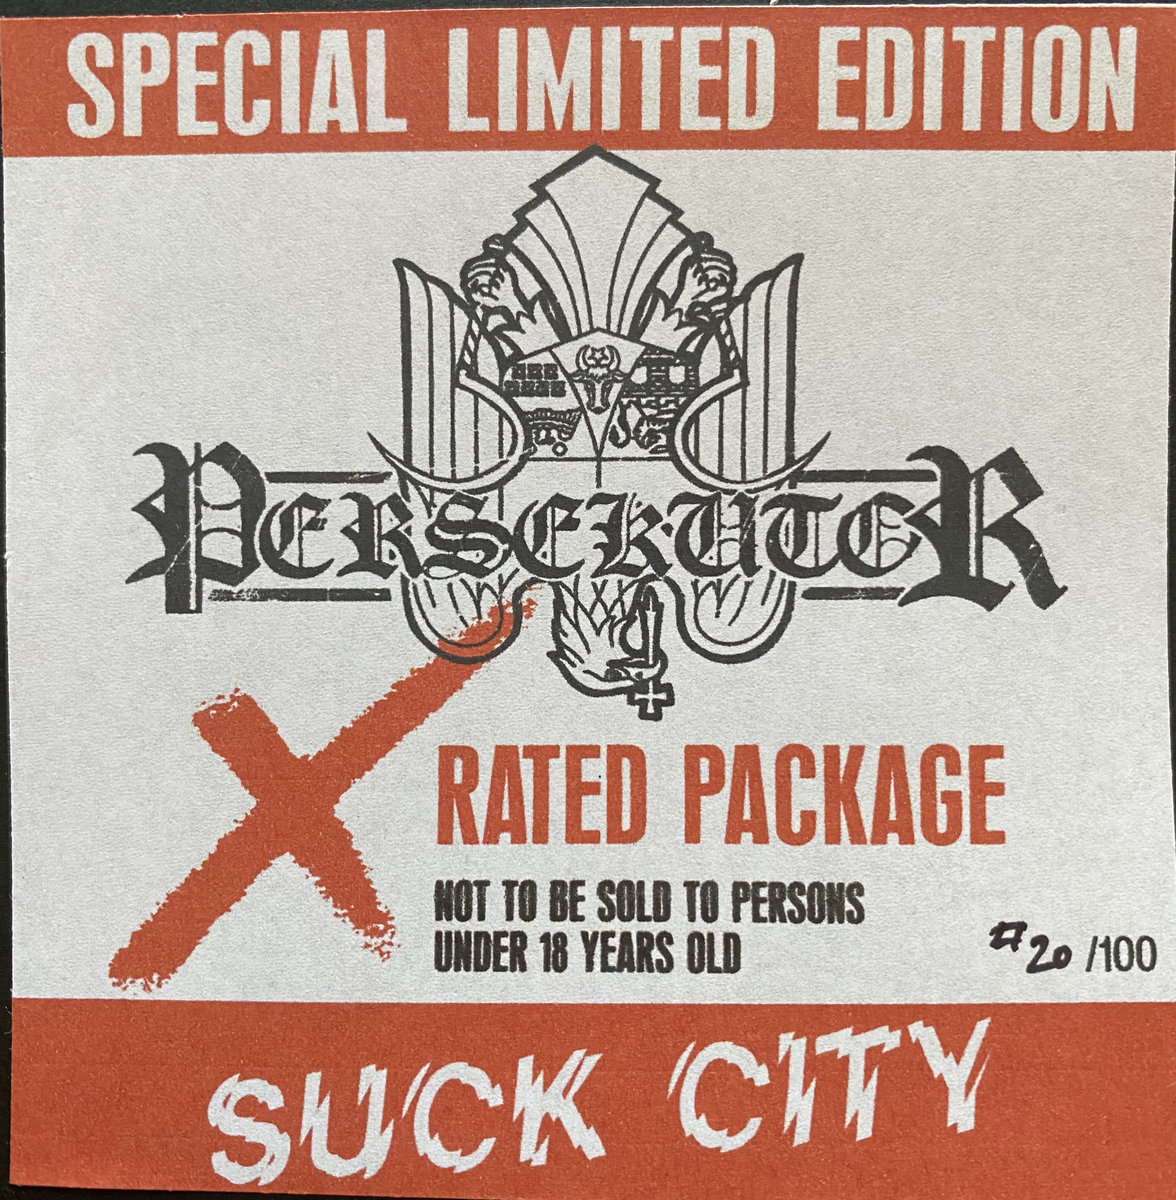 SPECIAL LIMITED EDITION
PERSEKUTOR
RATED PACKAGE
NOT TO BE SOLD TO PERSONS
UNDER 18 YEARS OLD
#20 /100
SUCK CITY